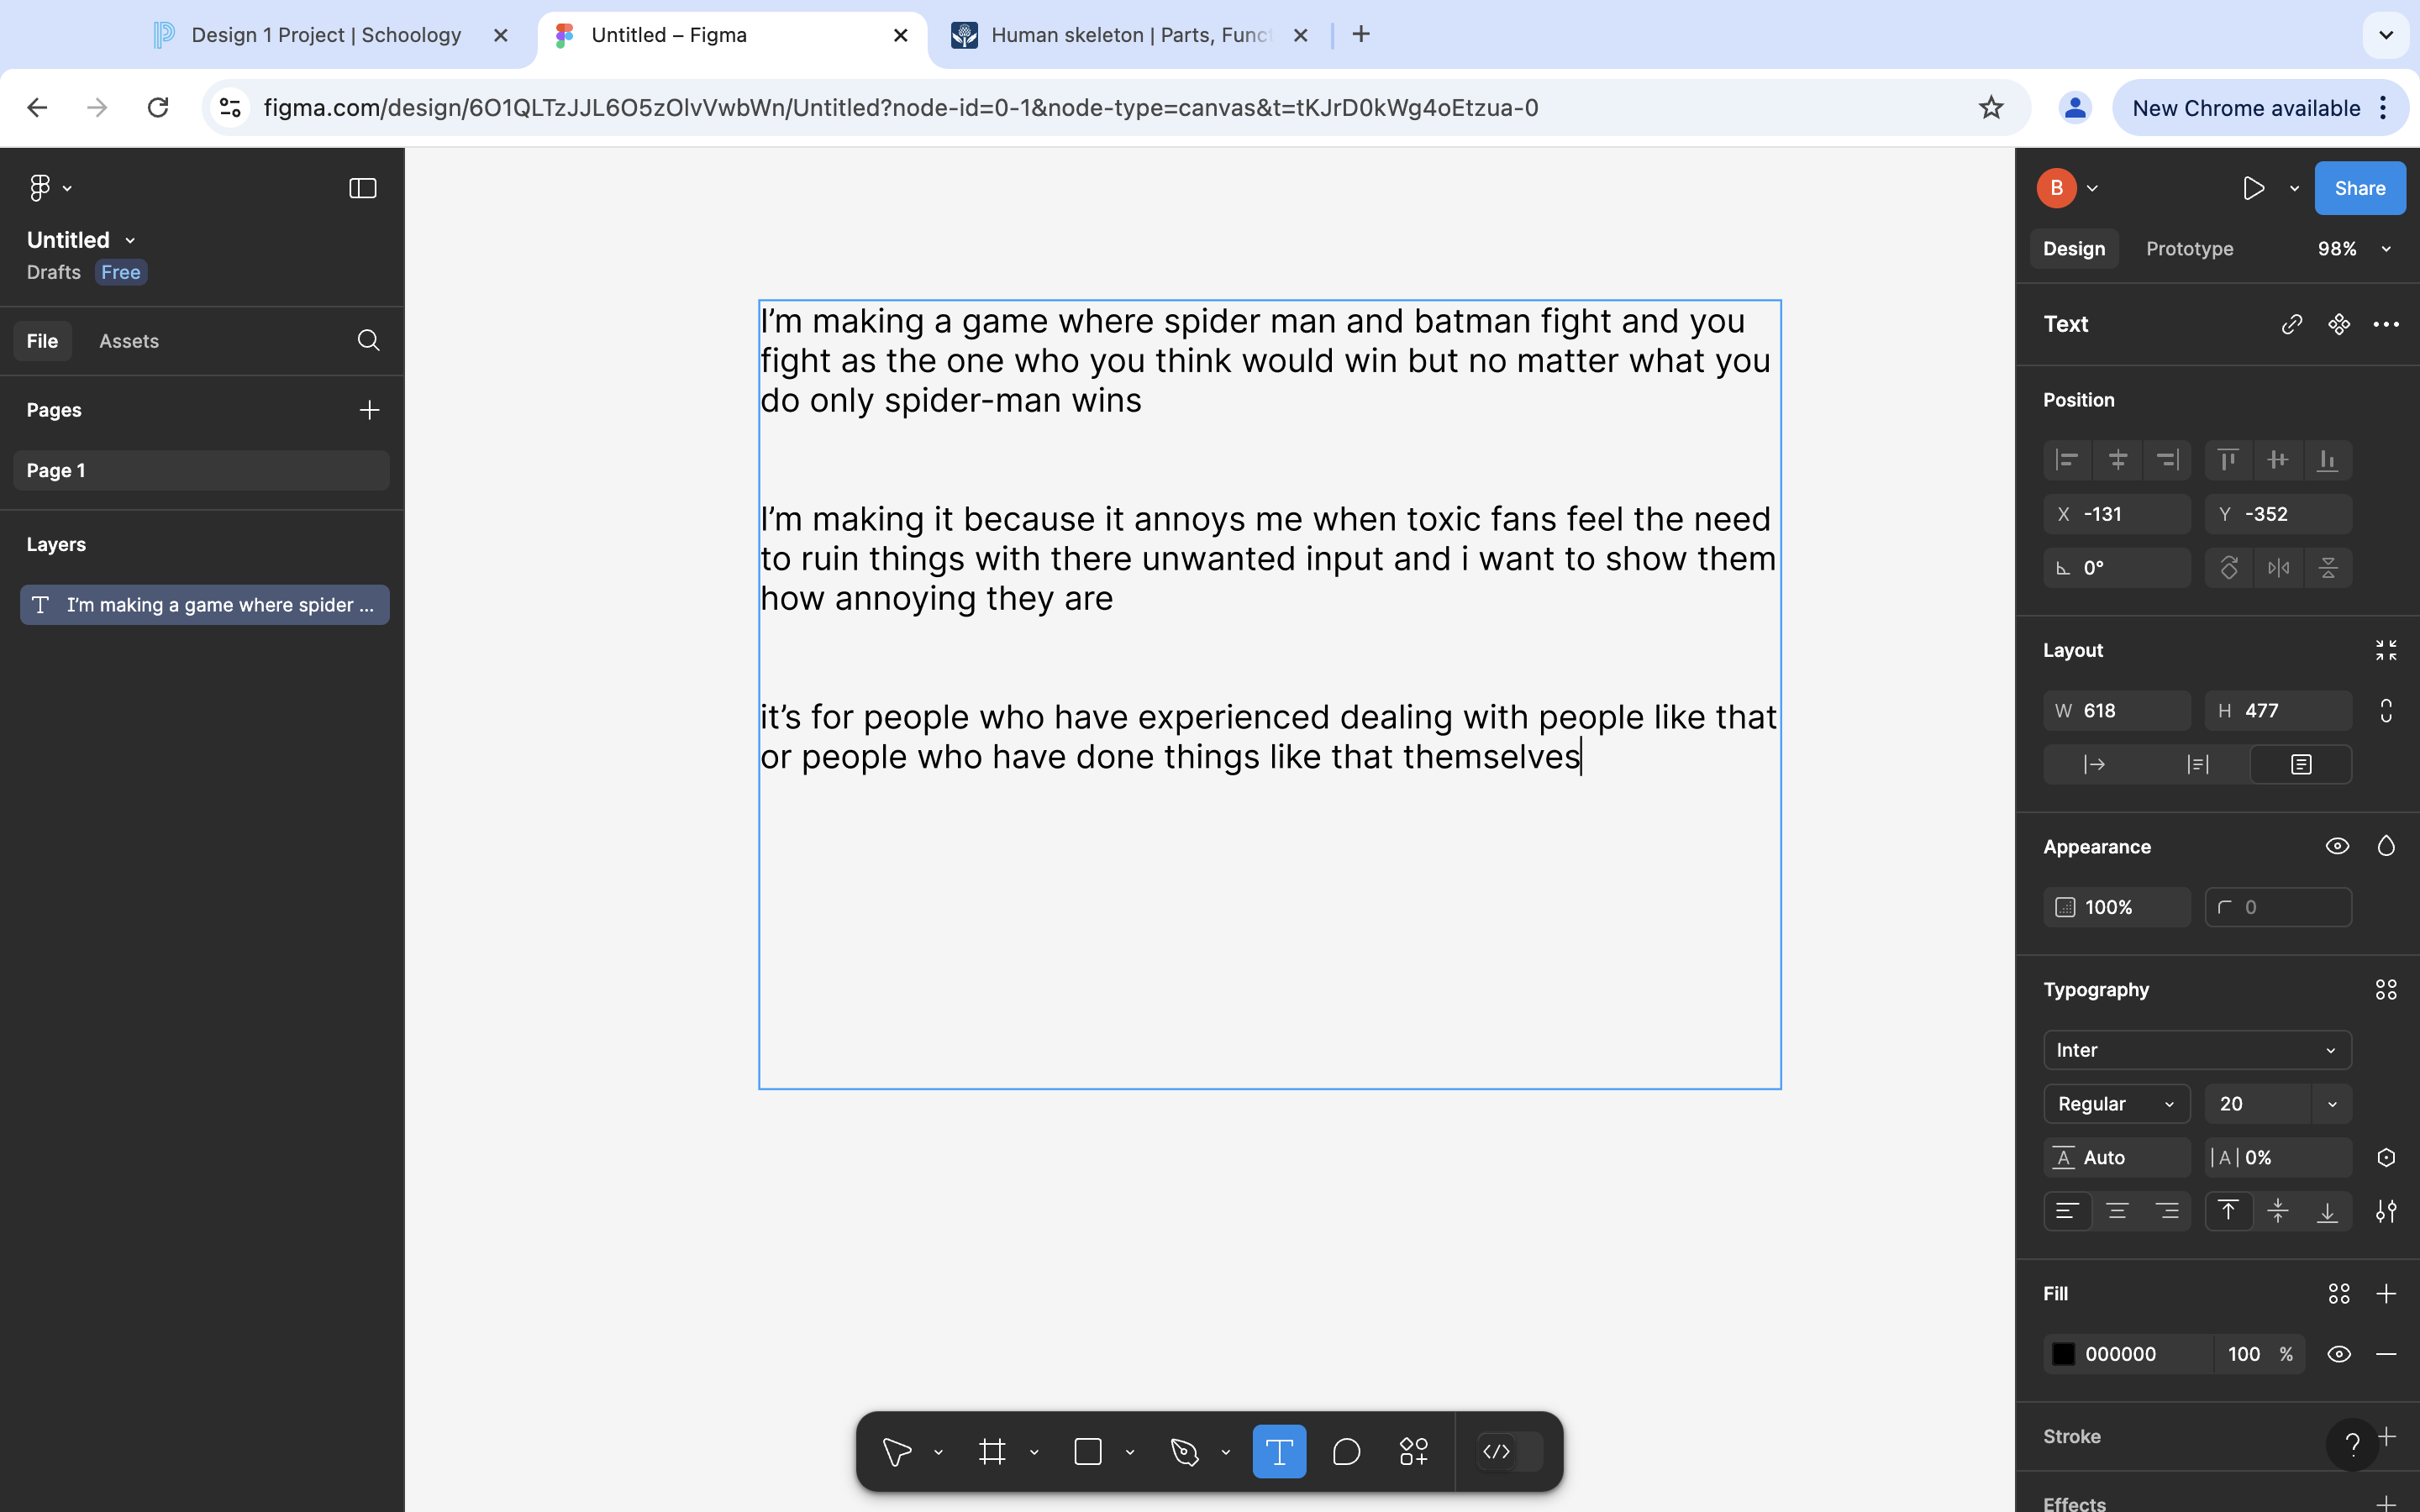 Design 1 Project | Schoology
Untitled – Figma
Human skeleton | Parts, Func
figma.com/design/6O1QLTzJJL6O5zOlvVwbWn/Untitled?node-id=0-1&node-type=canvas&t=tKJrD0kWg4oEtzua-0
New Chrome available
Untitled
Drafts Free
File Assets
Pages
Page 1
Layers
I'm making a game where spider ...
I'm making a game where spider man and batman fight and you
fight as the one who you think would win but no matter what you
do only spider-man wins
I'm making it because it annoys me when toxic fans feel the need
to ruin things with there unwanted input and i want to show them
how annoying they are
it's for people who have experienced dealing with people like that
or people who have done things like that themselves
B
Share
Design Prototype 98%
Text
Position
X -131 Y -352
0°
Layout
W 618 H 477
Appearance
100% 0
Typography
Inter
Regular 20
A Auto |A| 0%
Fill
000000 100 %
Stroke
?
Effects